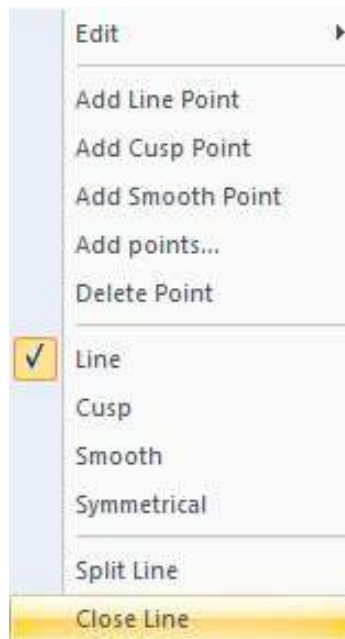 Edit
Add Line Point
Add Cusp Point
Add Smooth Point
Add points...
Delete Point
Line
Cusp
Smooth
Symmetrical
Split Line
Close Line